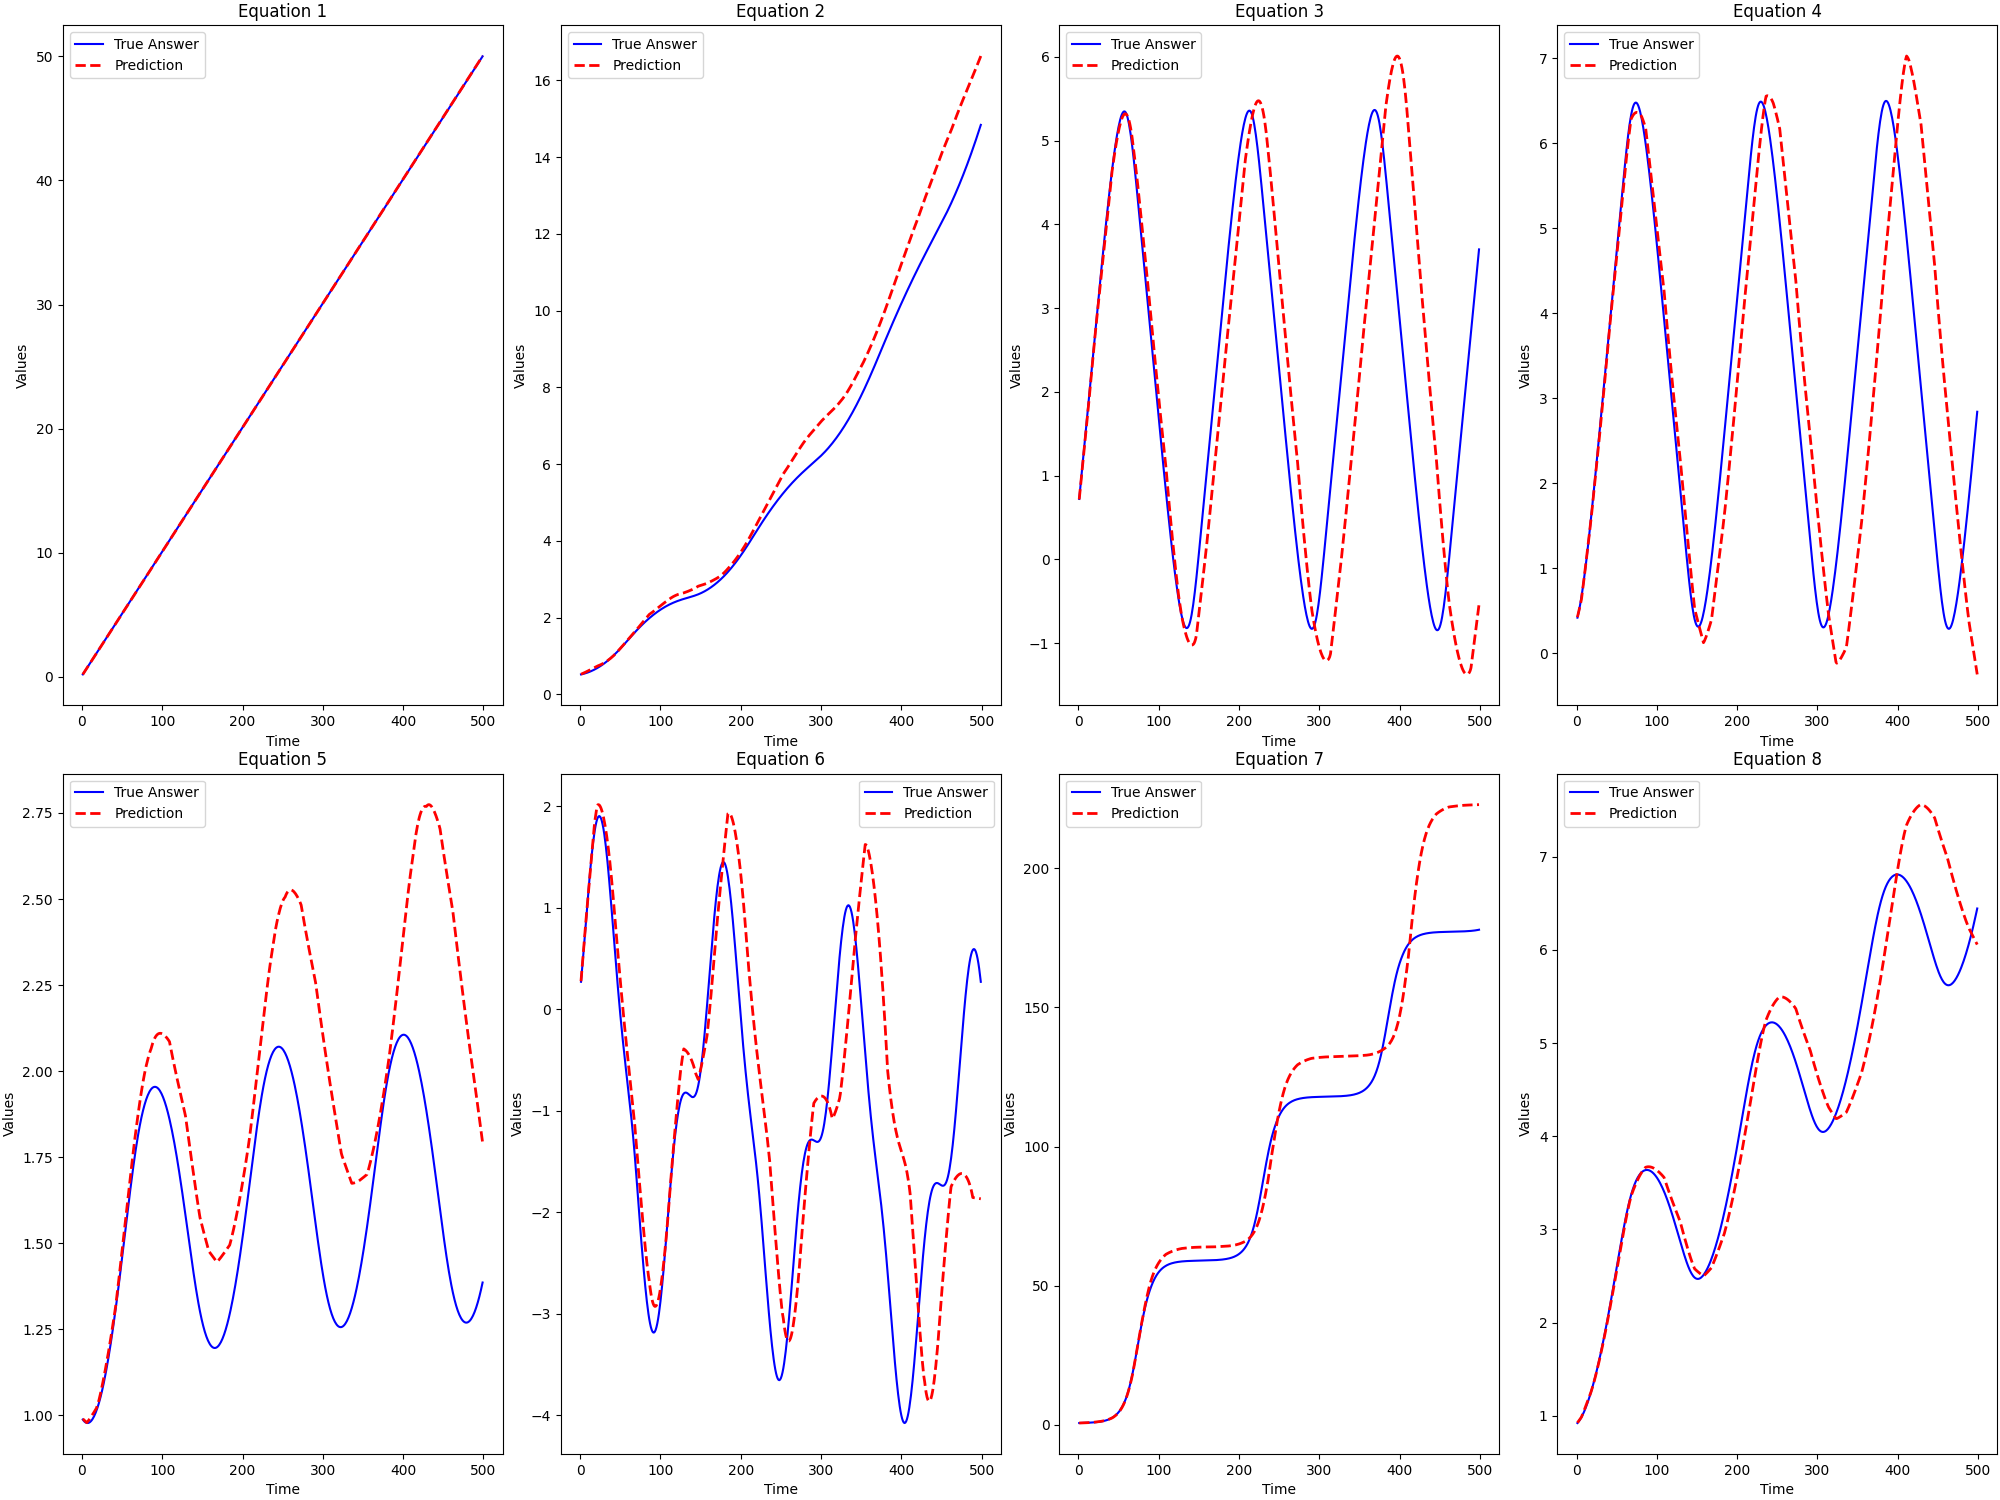 Equation 1
True Answer
Prediction
50
40
30
20
10
0
Values
0 100 200 300 400 500
Time
Equation 2
True Answer
Prediction
16
14
12
10
8
6
4
2
0
Values
0 100 200 300 400 500
Time
Equation 3
True Answer
Prediction
6
5
4
3
2
1
0
−1
Values
0 100 200 300 400 500
Time
Equation 4
True Answer
Prediction
7
6
5
4
3
2
1
0
Values
0 100 200 300 400 500
Time
Equation 5
True Answer
Prediction
2.75
2.50
2.25
2.00
1.75
1.50
1.25
1.00
Values
0 100 200 300 400 500
Time
Equation 6
True Answer
Prediction
2
1
0
−1
−2
−3
−4
Values
0 100 200 300 400 500
Time
Equation 7
True Answer
Prediction
200
150
100
50
0
Values
0 100 200 300 400 500
Time
Equation 8
True Answer
Prediction
7
6
5
4
3
2
1
Values
0 100 200 300 400 500
Time